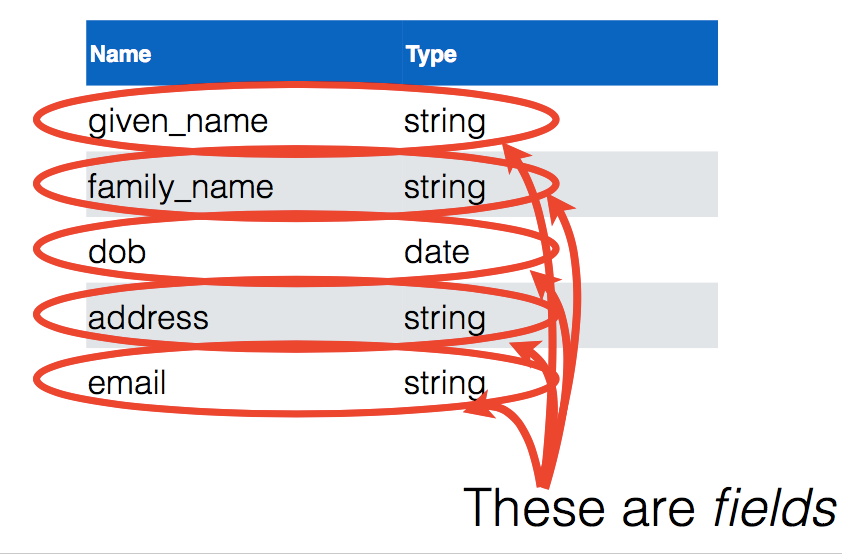 Name Type
given_name string
family_name string
dob date
address string
email string
These are fields